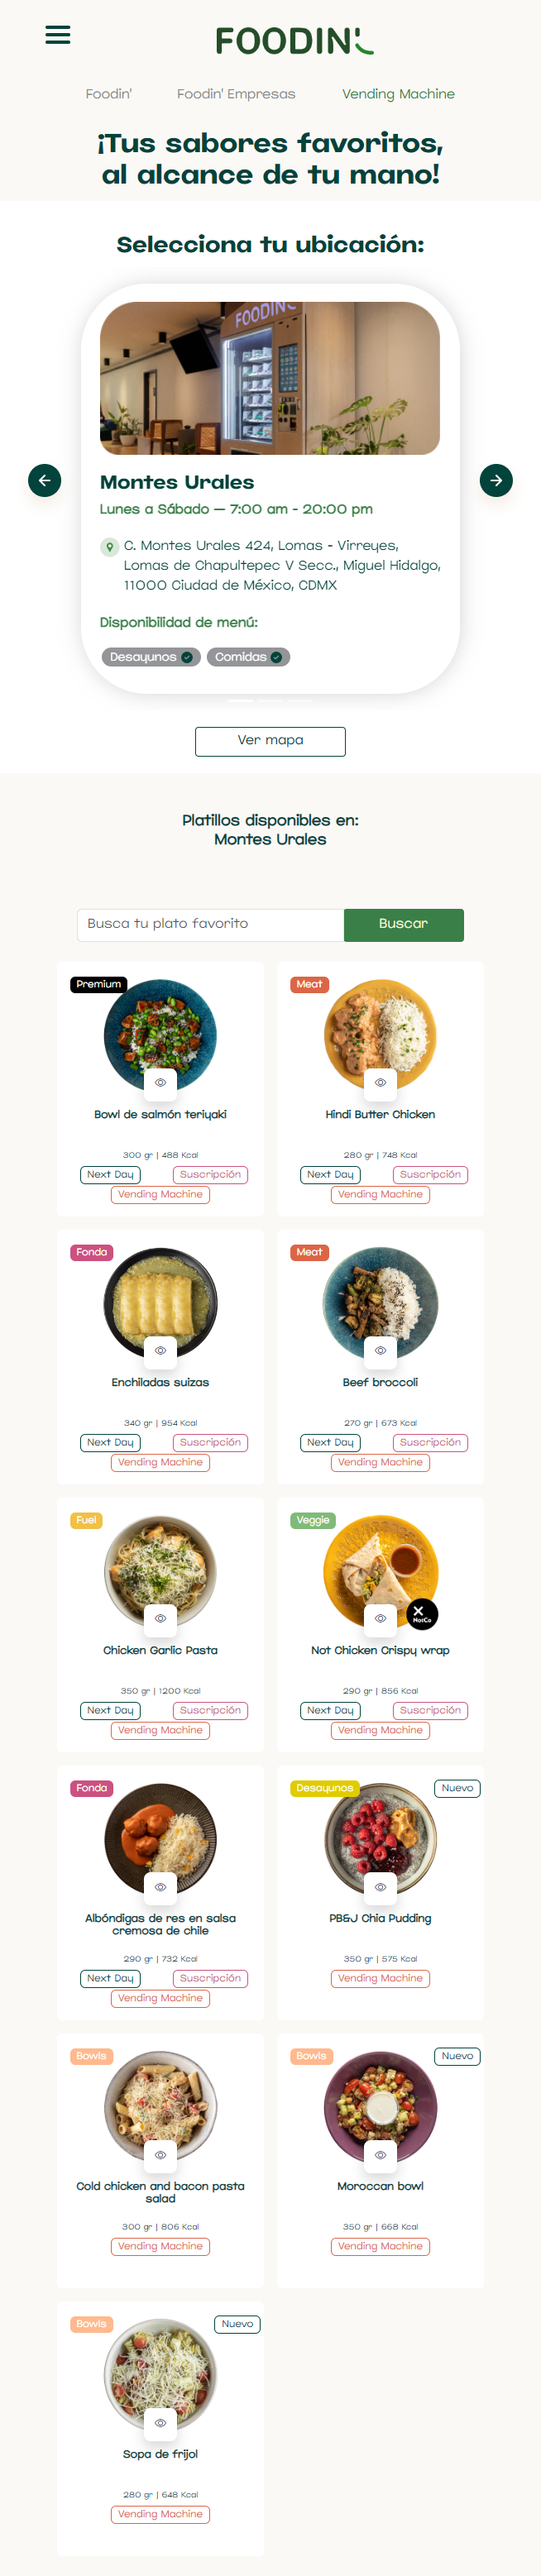 FOODIN'
Foodin'
Foodin' Empresas
Vending Machine
¡Tus sabores favoritos,
al alcance de tu mano!
Selecciona tu ubicación:
FOODIN'
Montes Urales
Lunes a Sábado — 7:00 am - 20:00 pm
C. Montes Urales 424, Lomas - Virreyes,
Lomas de Chapultepec V Secc., Miguel Hidalgo,
11000 Ciudad de México, CDMX
Disponibilidad de menú:
Desayunos
Comidas
Ver mapa
Platillos disponibles en:
Montes Urales
Busca tu plato favorito
Buscar
Premium
Bowl de salmón teriyaki
300 gr | 488 Kcal
Next Day
Suscripción
Vending Machine
Meat
Hindi Butter Chicken
280 gr | 748 Kcal
Next Day
Suscripción
Vending Machine
Fonda
Enchiladas suizas
340 gr | 954 Kcal
Next Day
Suscripción
Vending Machine
Meat
Beef broccoli
270 gr | 673 Kcal
Next Day
Suscripción
Vending Machine
Fuel
Chicken Garlic Pasta
350 gr | 1200 Kcal
Next Day
Suscripción
Vending Machine
Veggie
NotCo
Not Chicken Crispy wrap
290 gr | 856 Kcal
Next Day
Suscripción
Vending Machine
Fonda
Albóndigas de res en salsa
cremosa de chile
290 gr | 732 Kcal
Next Day
Suscripción
Vending Machine
Desayunos
Nuevo
PB&J Chia Pudding
350 gr | 575 Kcal
Vending Machine
Bowls
Cold chicken and bacon pasta
salad
300 gr | 806 Kcal
Vending Machine
Bowls
Nuevo
Moroccan bowl
350 gr | 668 Kcal
Vending Machine
Bowls
Nuevo
Sopa de frijol
280 gr | 648 Kcal
Vending Machine